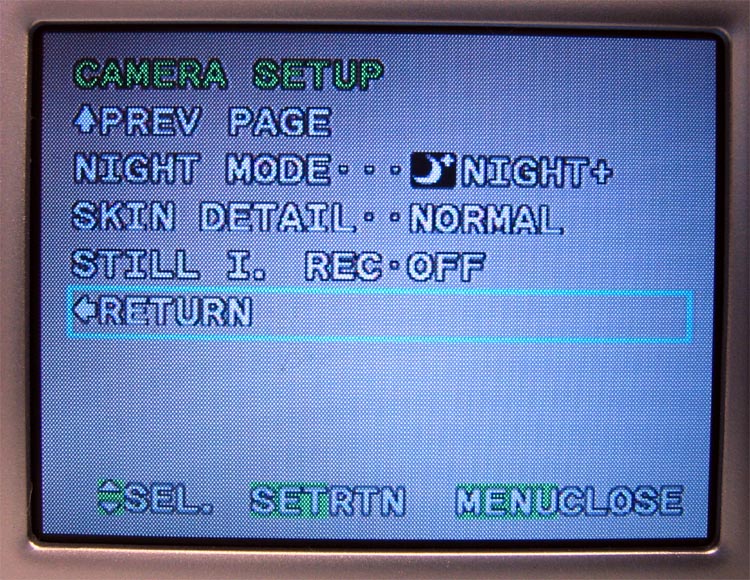 CAMERA SETUP
↑PREV PAGE
NIGHT MODE···NIGHT+
SKIN DETAIL··NORMAL
STILL I. REC·OFF
←RETURN
SEL. SETRTN MENUCLOSE